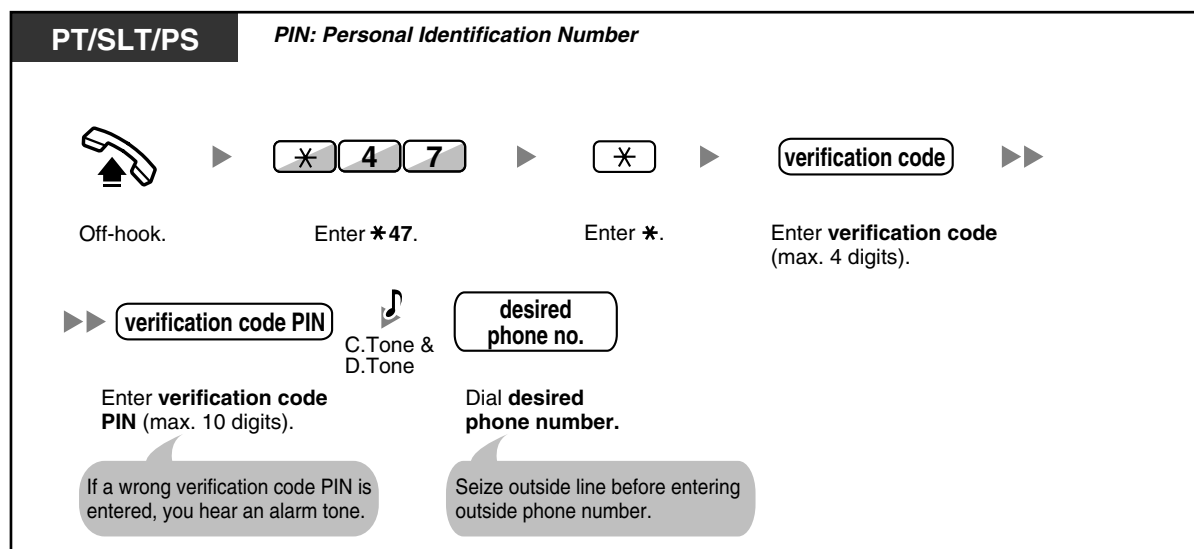 PT/SLT/PS
PIN: Personal Identification Number
✳ 4 7
✳
verification code
Off-hook.
Enter ✳47.
Enter ✳.
Enter verification code
(max. 4 digits).
verification code PIN
C.Tone &
D.Tone
desired
phone no.
Enter verification code
PIN (max. 10 digits).
Dial desired
phone number.
If a wrong verification code PIN is
entered, you hear an alarm tone.
Seize outside line before entering
outside phone number.